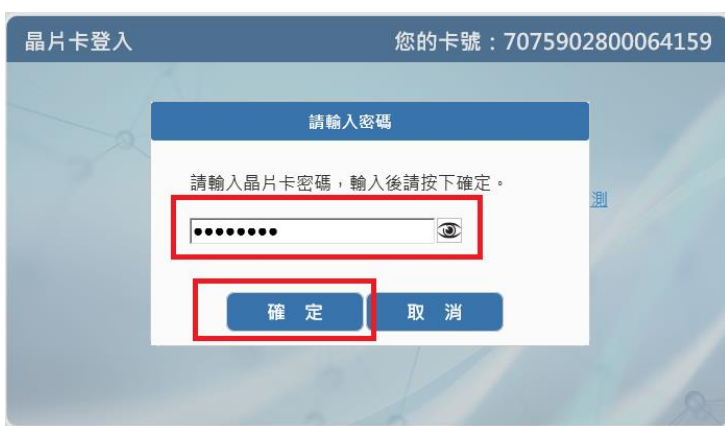 晶片卡登入
您的卡號：7075902800064159
請輸入密碼
請輸入晶片卡密碼，輸入後請按下確定。
測
●●●●●●●●
確 定
取 消